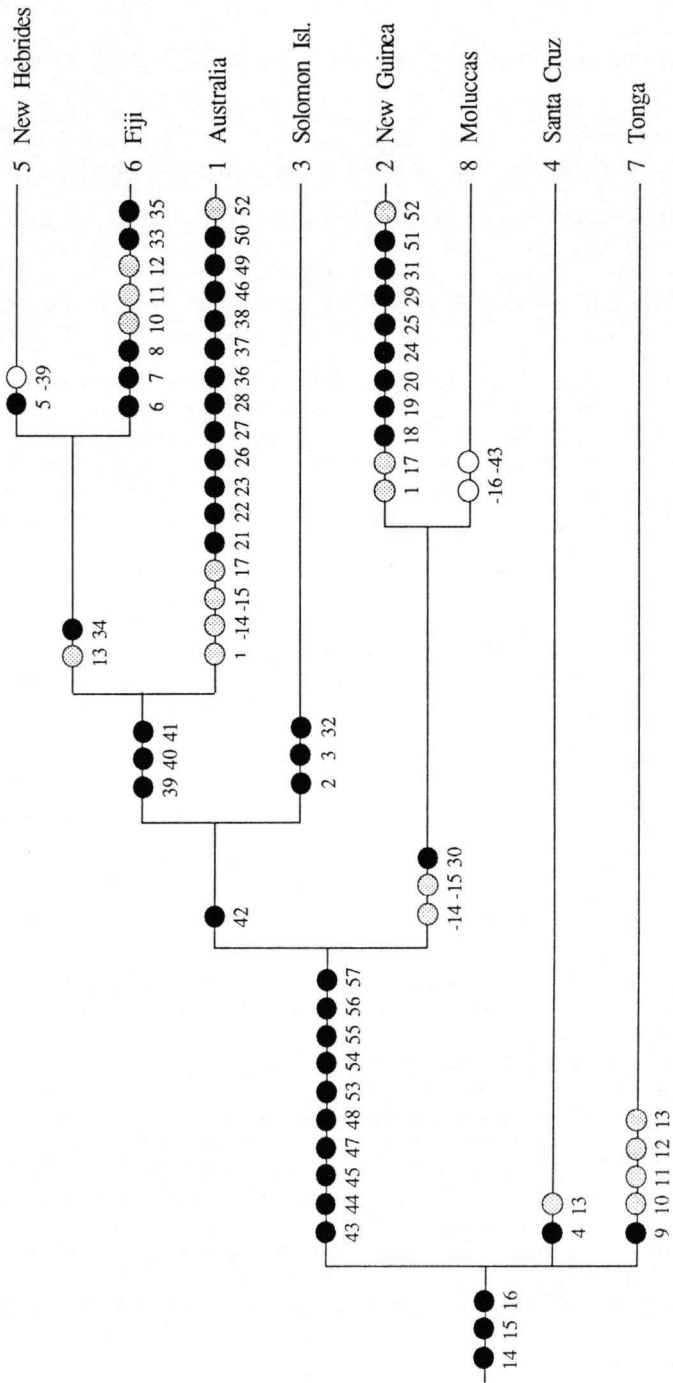 5 New Hebrides
5 -39
6 Fiji
6 7 8 10 11 12 33 35
13 34
1 Australia
1 -14 -15 17 21 22 23 26 27 28 36 37 38 46 49 50 52
39 40 41
3 Solomon Isl.
2 3 32
42
2 New Guinea
1 17 18 19 20 24 25 29 31 51 52
8 Moluccas
-16 -43
-14 -15 30
43 44 45 47 48 53 54 55 56 57
4 Santa Cruz
4 13
7 Tonga
9 10 11 12 13
14 15 16